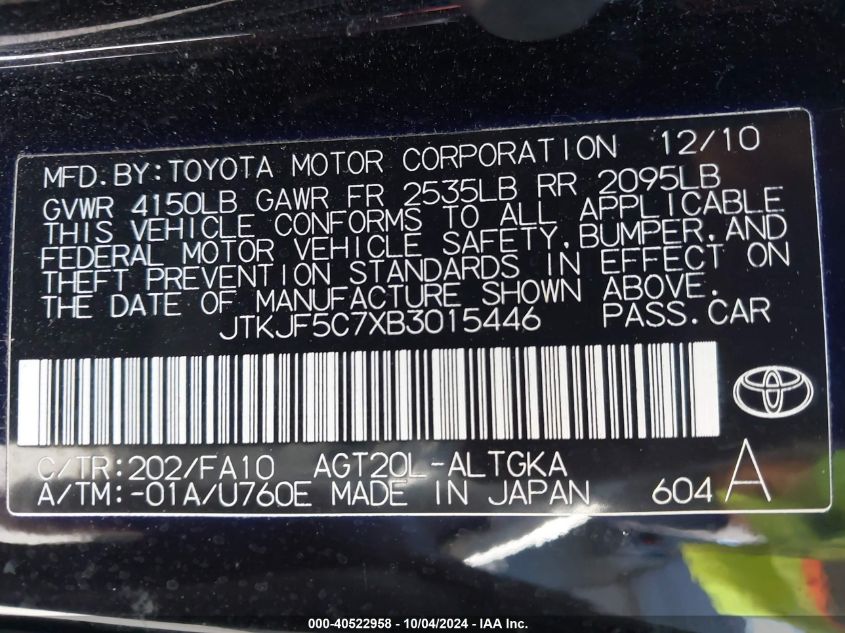 MFD.BY:TOYOTA MOTOR CORPORATION 12/10
GVWR 4150LB GAWR FR 2535LB RR 2095LB
THIS VEHICLE CONFORMS TO ALL APPLICABLE
FEDERAL MOTOR VEHICLE SAFETY,BUMPER,AND
THEFT PREVENTION STANDARDS IN EFFECT ON
THE DATE OF MANUFACTURE SHOWN ABOVE.
JTKJF5C7XB3015446 PASS.CAR
C/TR:202/FA10 AGT20L-ALTGKA
A/TM:-01A/U760E MADE IN JAPAN 604 A
000-40522958 - 10/04/2024 - IAA Inc.